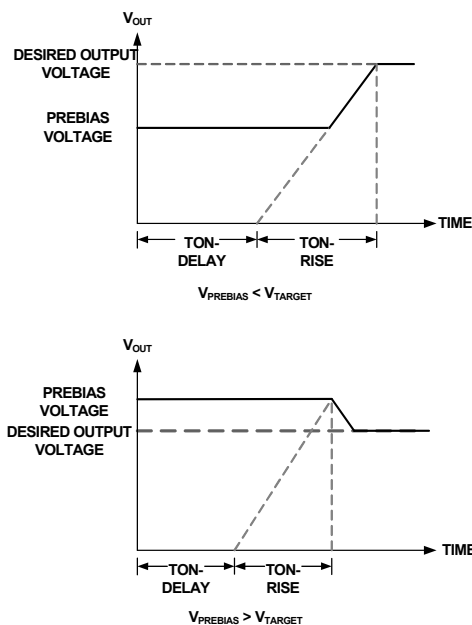 VOUT
DESIRED OUTPUT
VOLTAGE
PREBIAS
VOLTAGE
TIME
TON-
DELAY
TON-
RISE
VPREBIAS < VTARGET
VOUT
PREBIAS
VOLTAGE
DESIRED OUTPUT
VOLTAGE
TIME
TON-
DELAY
TON-
RISE
VPREBIAS > VTARGET